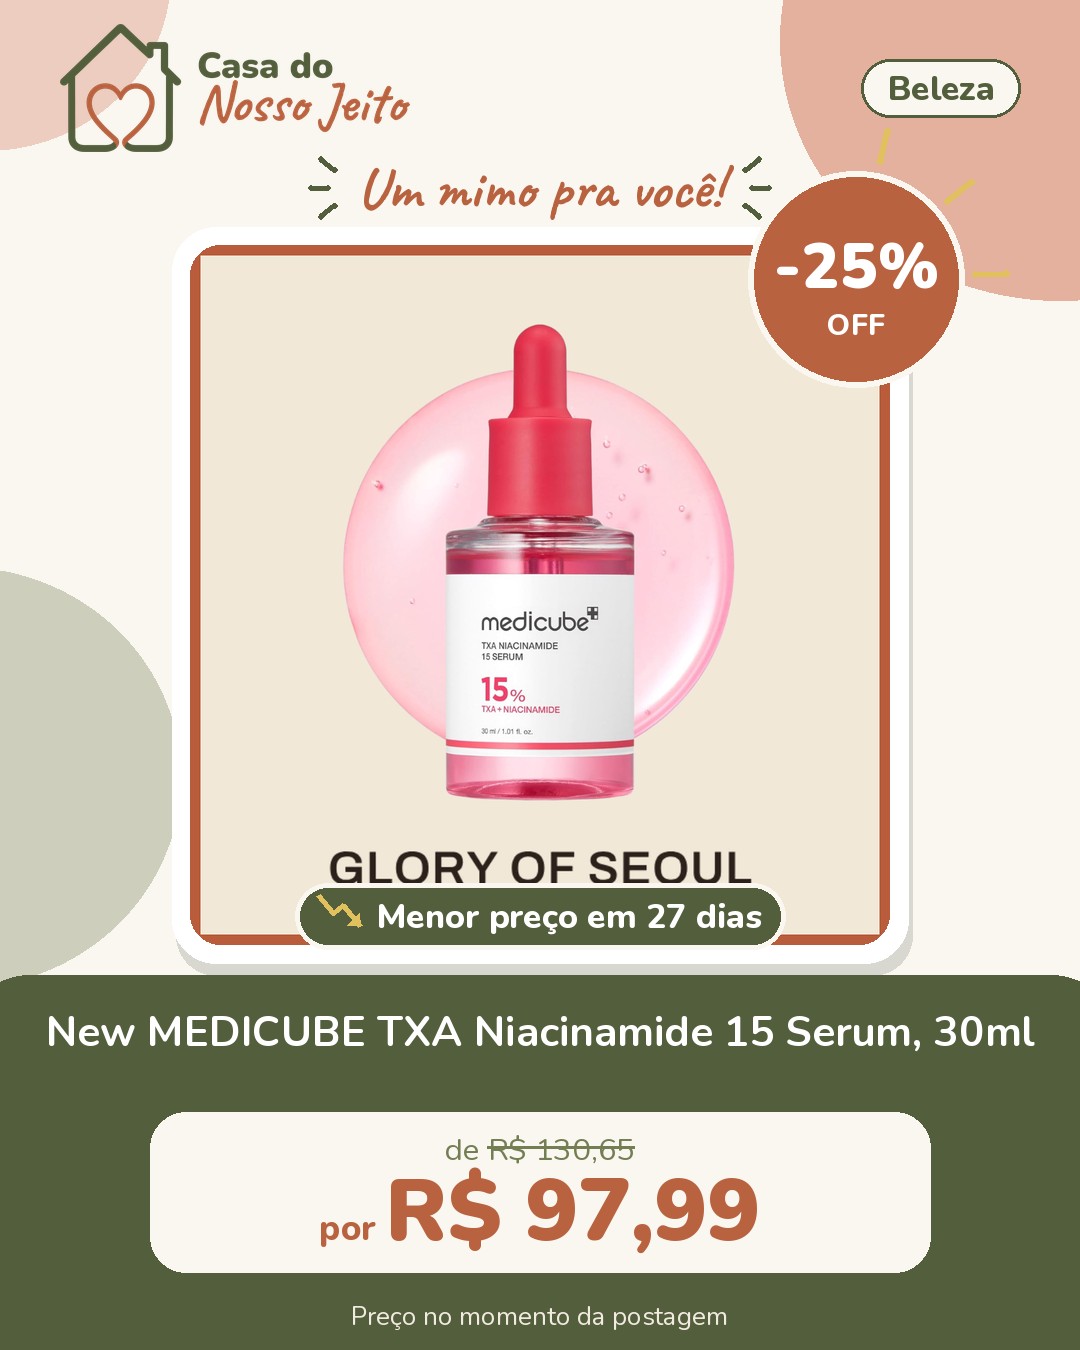 Casa do
Nosso Jeito
Beleza
Um mimo pra você!
-25%
OFF
medicube
TXA NIACINAMIDE
15 SERUM
15%
TXA + NIACINAMIDE
30 ml / 1.01 fl. oz.
GLORY OF SEOUL
Menor preço em 27 dias
New MEDICUBE TXA Niacinamide 15 Serum, 30ml
de R$ 130,65
por R$ 97,99
Preço no momento da postagem